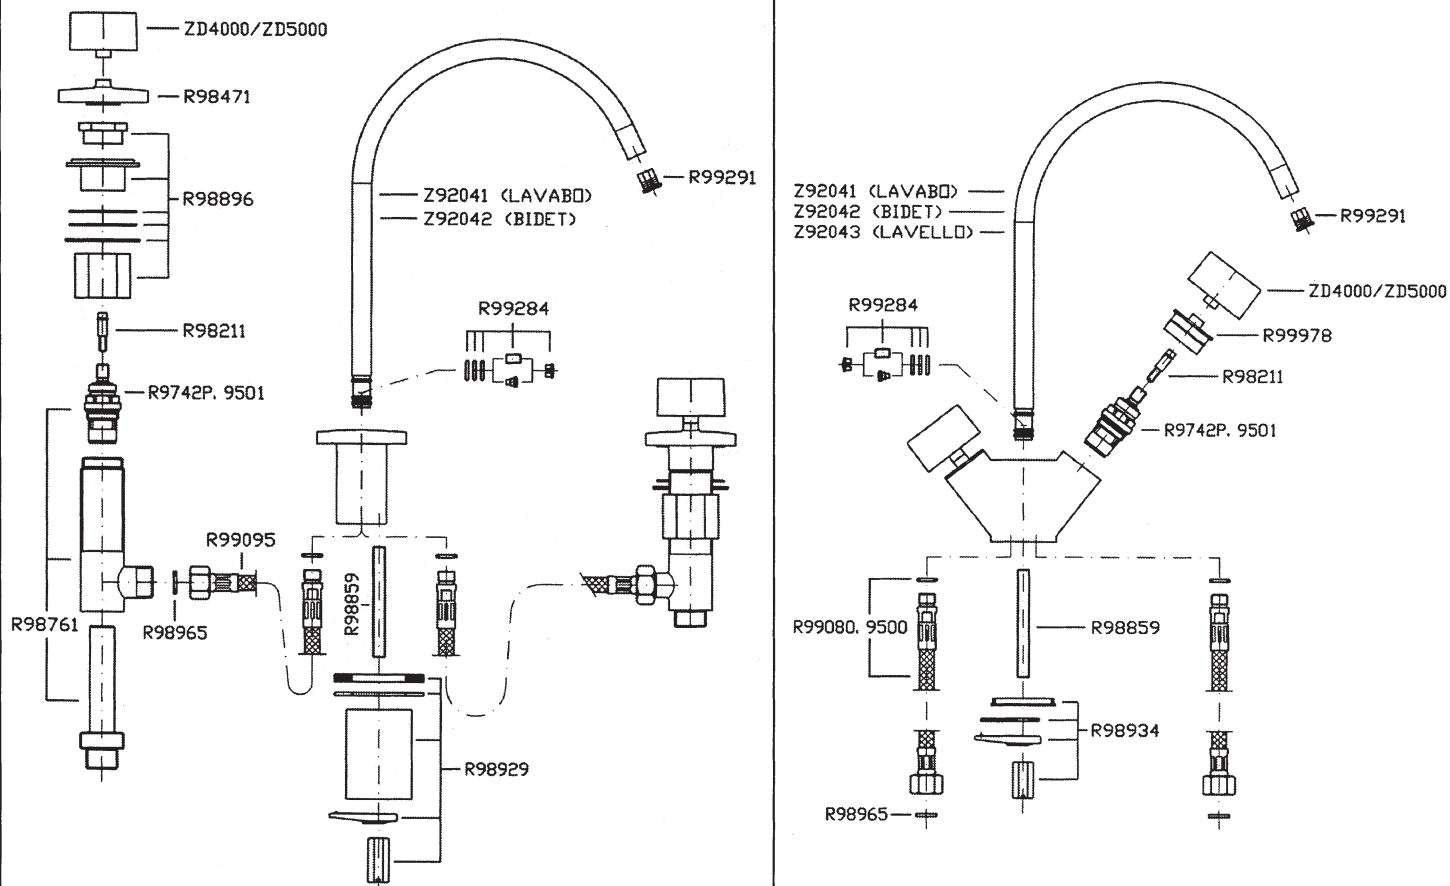 ZD4000/ZD5000
R98471
R98896
R98211
R9742P. 9501
R98761
R99095
R98965
Z92041 (LAVABO)
Z92042 (BIDET)
R99291
R99284
R98859
R98929
Z92041 (LAVABO)
Z92042 (BIDET)
Z92043 (LAVELLO)
R99291
ZD4000/ZD5000
R99284
R99978
R98211
R9742P. 9501
R99080. 9500
R98859
R98934
R98965